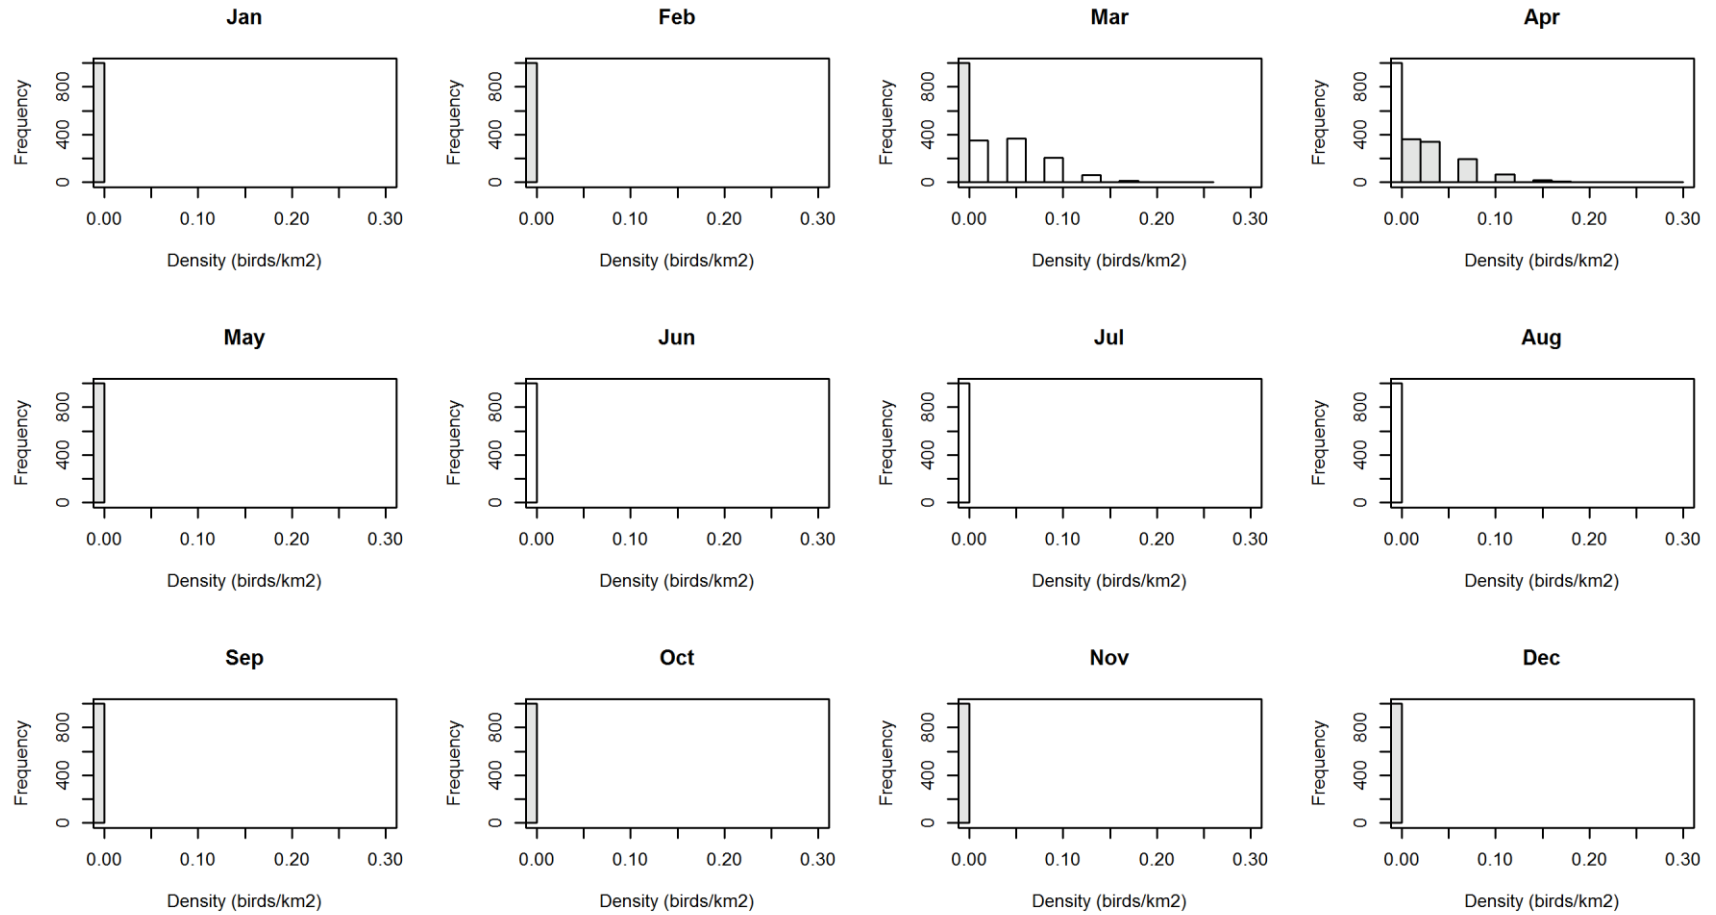 Jan Feb Mar Apr
Frequency Frequency Frequency Frequency
800 800 800 800
400 400 400 400
0 0 0 0
0.00 0.10 0.20 0.30 0.00 0.10 0.20 0.30 0.00 0.10 0.20 0.30 0.00 0.10 0.20 0.30
Density (birds/km2) Density (birds/km2) Density (birds/km2) Density (birds/km2)
May Jun Jul Aug
Frequency Frequency Frequency Frequency
800 800 800 800
400 400 400 400
0 0 0 0
0.00 0.10 0.20 0.30 0.00 0.10 0.20 0.30 0.00 0.10 0.20 0.30 0.00 0.10 0.20 0.30
Density (birds/km2) Density (birds/km2) Density (birds/km2) Density (birds/km2)
Sep Oct Nov Dec
Frequency Frequency Frequency Frequency
800 800 800 800
400 400 400 400
0 0 0 0
0.00 0.10 0.20 0.30 0.00 0.10 0.20 0.30 0.00 0.10 0.20 0.30 0.00 0.10 0.20 0.30
Density (birds/km2) Density (birds/km2) Density (birds/km2) Density (birds/km2)